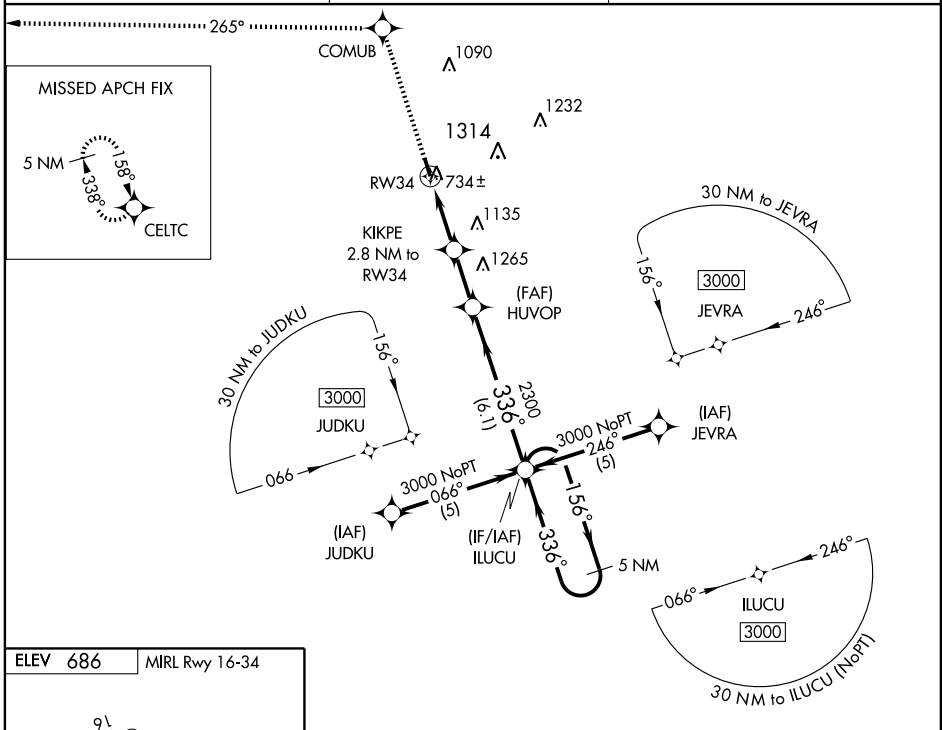 265°
COMUB
1090
MISSED APCH FIX
1232
1314
5 NM
158°
338°
CELTC
RW34
734±
30 NM to JEVRA
1135
KIKPE
2.8 NM to
RW34
1265
156°
3000
JEVRA
246°
(FAF)
HUVOP
30 NM to JUDKU
156°
3000
JUDKU
066
2300
336°
(6.1)
3000 NoPT
246°
(5)
(IAF)
JEVRA
3000 NoPT
066°
(5)
(IAF)
JUDKU
(IF/IAF)
ILUCU
156°
336°
5 NM
066°
246°
ILUCU
3000
30 NM to ILUCU (NoPT)
ELEV 686
MIRL Rwy 16-34
16